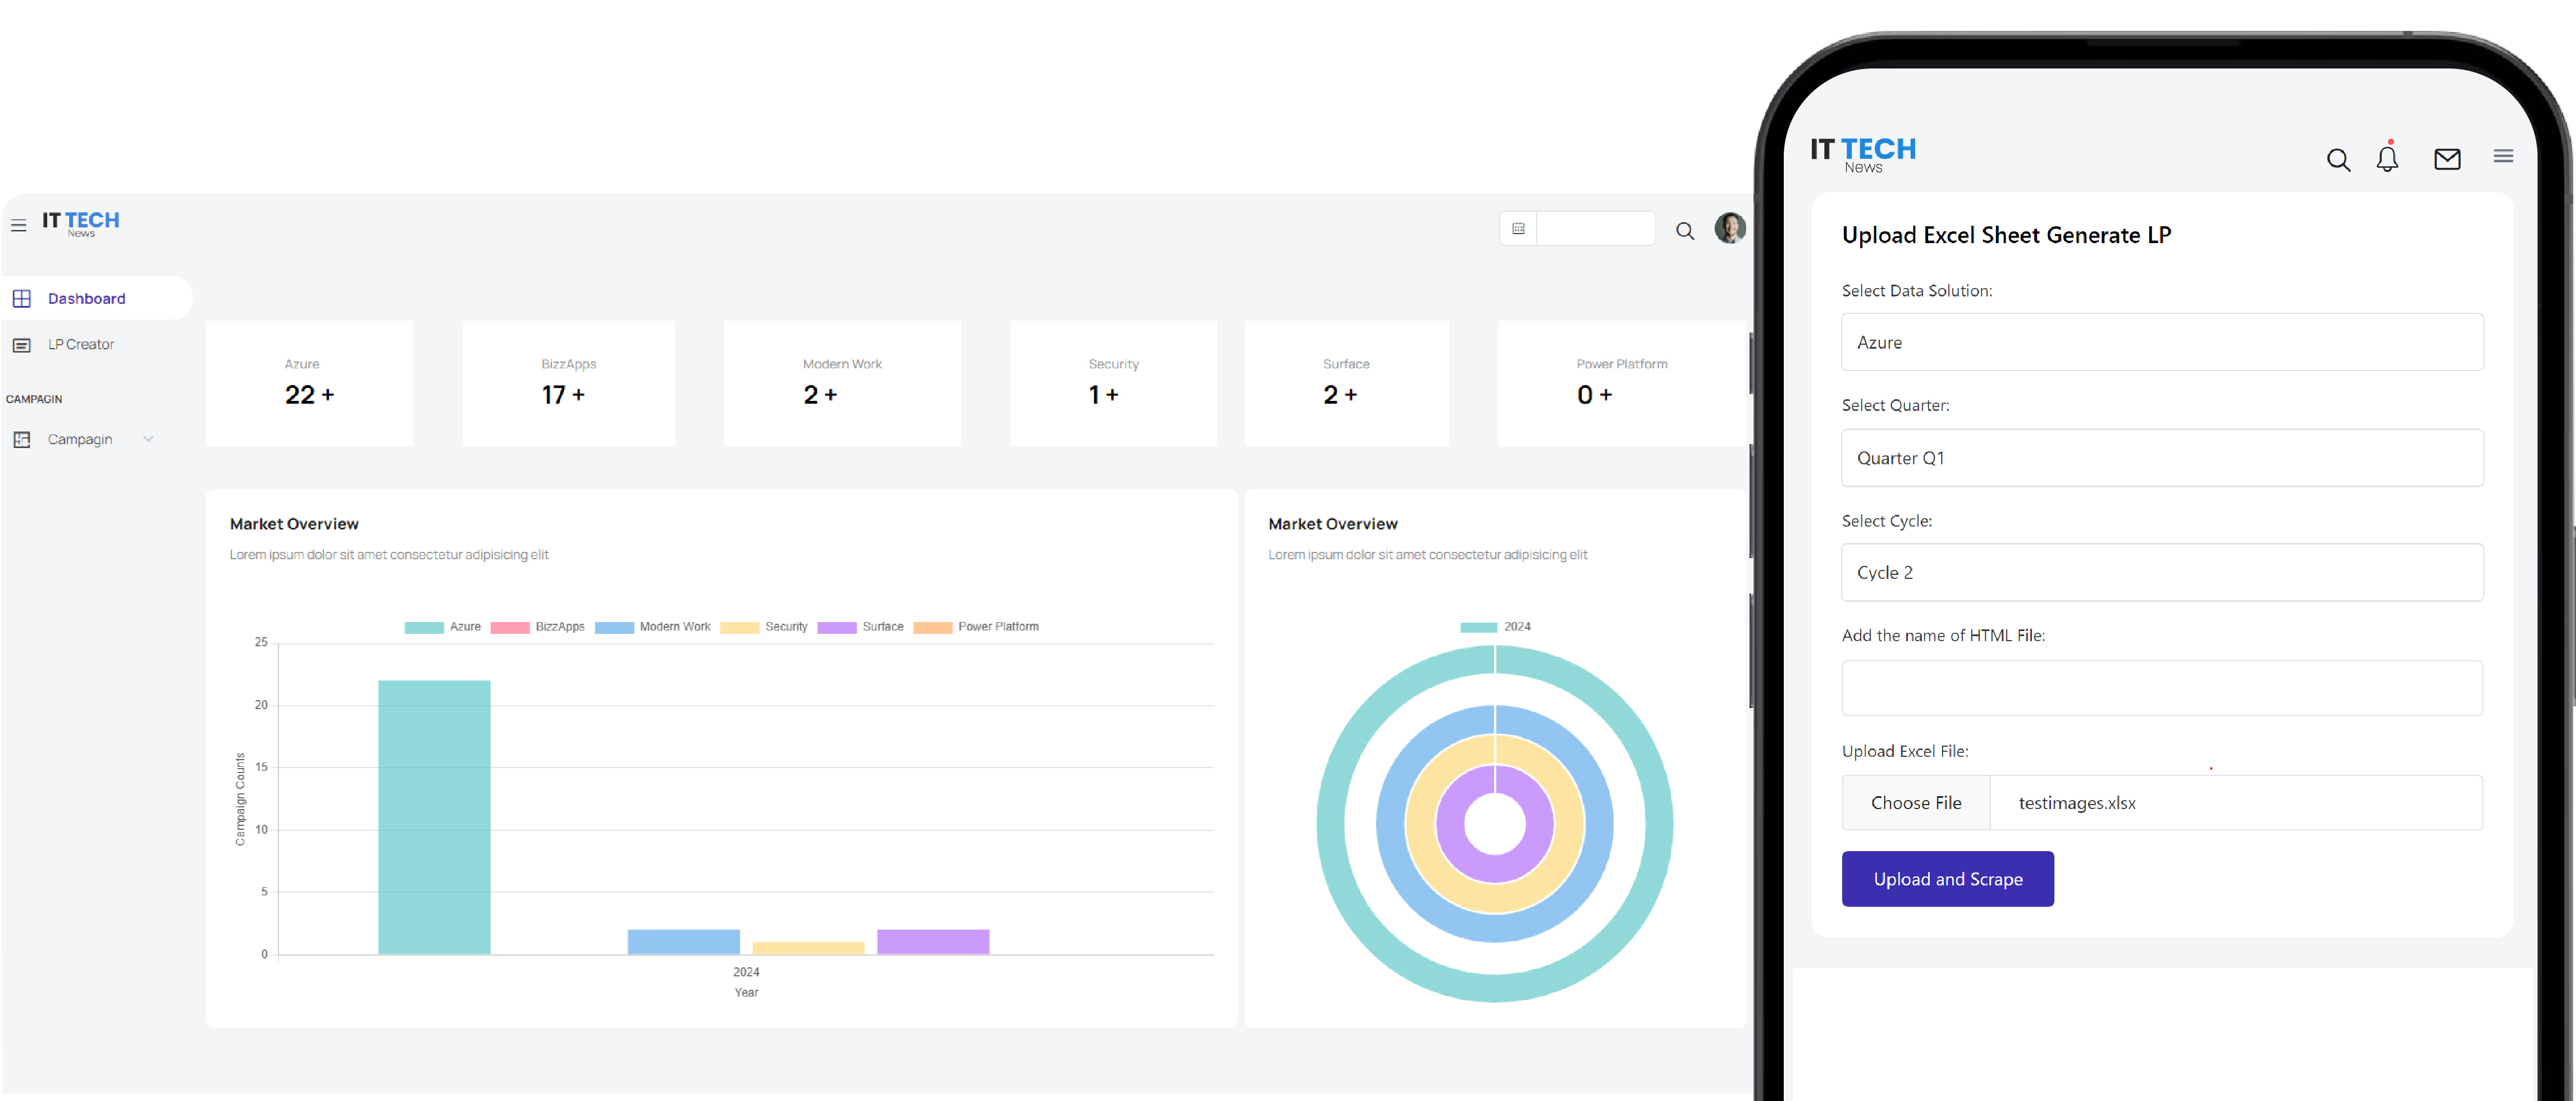 IT TECH
News
Dashboard
LP Creator
CAMPAGIN
Campagin
Azure
22 +
BizzApps
17 +
Modern Work
2 +
Security
1 +
Surface
2 +
Power Platform
0 +
Market Overview
Lorem ipsum dolor sit amet consectetur adipisicing elit
Azure BizzApps Modern Work Security Surface Power Platform
25
20
15
10
5
0
Campaign Counts
2024
Year
Market Overview
Lorem ipsum dolor sit amet consectetur adipisicing elit
2024
IT TECH
News
Upload Excel Sheet Generate LP
Select Data Solution:
Azure
Select Quarter:
Quarter Q1
Select Cycle:
Cycle 2
Add the name of HTML File:
Upload Excel File:
Choose File testimages.xlsx
Upload and Scrape